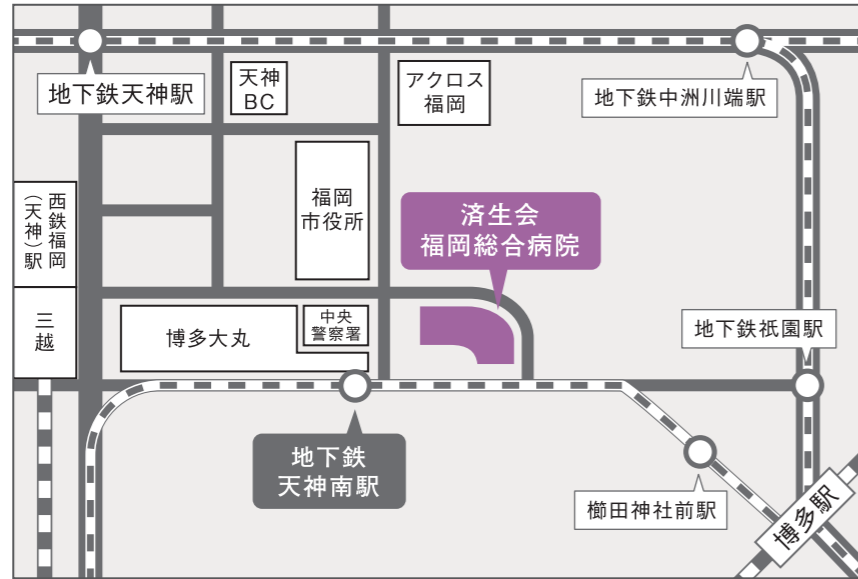 地下鉄天神駅
天神
BC
アクロス
福岡
地下鉄中洲川端駅
西鉄福岡
(天神)駅
福岡
市役所
済生会
福岡総合病院
三越
博多大丸
中央
警察署
地下鉄祇園駅
地下鉄
天神南駅
櫛田神社前駅
博多駅